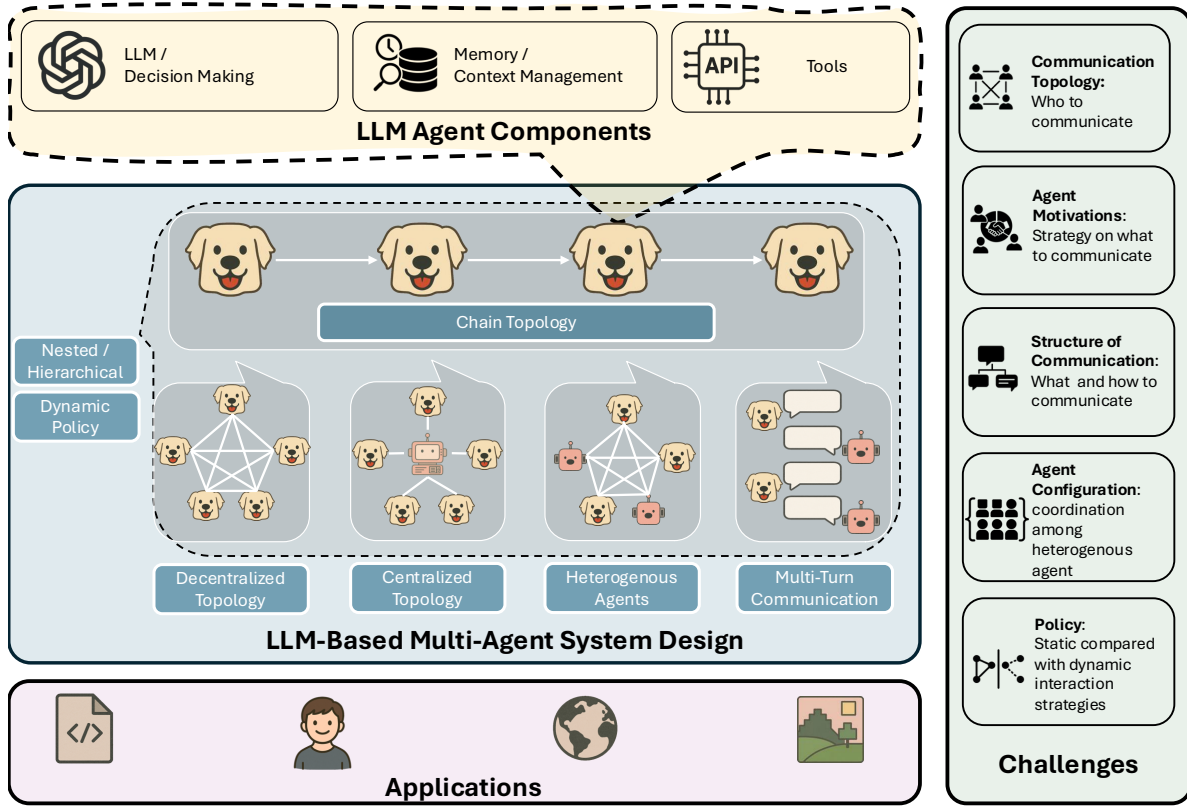 LLM /
Decision Making
Memory /
Context Management
API
Tools
LLM Agent Components
Chain Topology
Nested /
Hierarchical
Dynamic
Policy
Decentralized
Topology
Centralized
Topology
Heterogenous
Agents
Multi-Turn
Communication
LLM-Based Multi-Agent System Design
</>
Applications
Communication
Topology:
Who to
communicate
Agent
Motivations:
Strategy on what
to communicate
Structure of
Communication:
What and how to
communicate
Agent
Configuration:
coordination
among
heterogenous
agent
Policy:
Static compared
with dynamic
interaction
strategies
Challenges